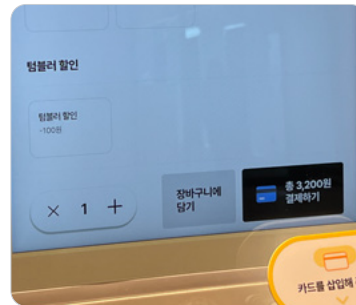 텀블러 할인
텀블러 할인
-100원
× 1 +
장바구니에
담기
총 3,200원
결제하기
카드를 삽입해